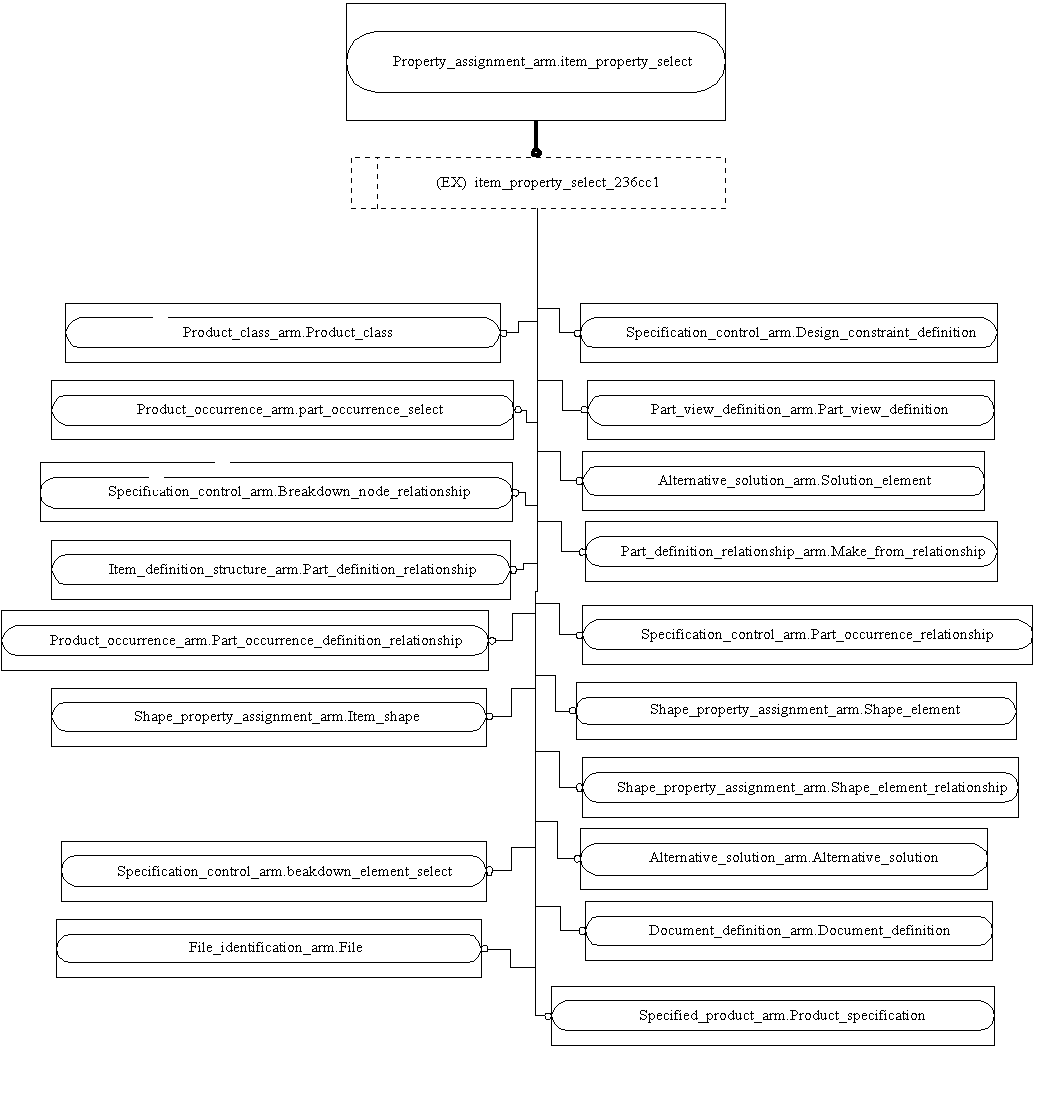 Property_assignment_arm.item_property_select
(EX) item_property_select_236cc1
Product_class_arm.Product_class
Specification_control_arm.Design_constraint_definition
Product_occurrence_arm.part_occurrence_select
Part_view_definition_arm.Part_view_definition
Alternative_solution_arm.Solution_element
Specification_control_arm.Breakdown_node_relationship
Part_definition_relationship_arm.Make_from_relationship
Item_definition_structure_arm.Part_definition_relationship
Specification_control_arm.Part_occurrence_relationship
Product_occurrence_arm.Part_occurrence_definition_relationship
Shape_property_assignment_arm.Shape_element
Shape_property_assignment_arm.Item_shape
Shape_property_assignment_arm.Shape_element_relationship
Alternative_solution_arm.Alternative_solution
Specification_control_arm.beakdown_element_select
Document_definition_arm.Document_definition
File_identification_arm.File
Specified_product_arm.Product_specification